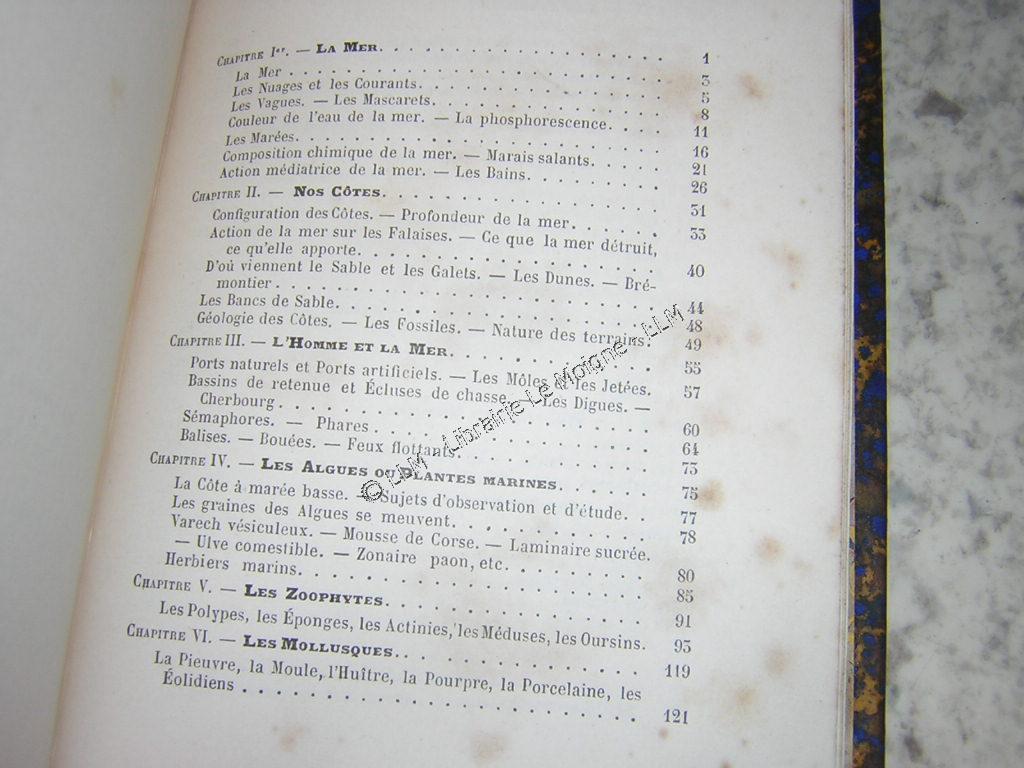 CHAPITRE Ier. — LA MER. 1
La Mer 3
Les Nuages et les Courants. 5
Les Vagues. — Les Mascarets. 8
Couleur de l'eau de la mer. — La phosphorescence. 11
Les Marées. 16
Composition chimique de la mer. — Marais salants. 21
Action médiatrice de la mer. — Les Bains. 26
CHAPITRE II. — NOS CÔTES. 31
Configuration des Côtes. — Profondeur de la mer. 33
Action de la mer sur les Falaises. — Ce que la mer détruit,
ce qu'elle apporte. 40
D'où viennent le Sable et les Galets. — Les Dunes. — Bré-
montier 44
Les Bancs de Sable. 48
Géologie des Côtes. — Les Fossiles. — Nature des terrains. 49
CHAPITRE III. — L'HOMME ET LA MER. 55
Ports naturels et Ports artificiels. — Les Môles les Jetées. 57
Bassins de retenue et Écluses de chasse. — Les Digues. —
Cherbourg 60
Sémaphores. — Phares 64
Balises. — Bouées. — Feux flottants. 73
CHAPITRE IV. — LES ALGUES OU PLANTES MARINES. 75
La Côte à marée basse. — Sujets d'observation et d'étude. 77
Les graines des Algues se meuvent. 78
Varech vésiculeux. — Mousse de Corse. — Laminaire sucrée.
— Ulve comestible. — Zonaire paon, etc. 80
Herbiers marins. 85
CHAPITRE V. — LES ZOOPHYTES. 91
Les Polypes, les Éponges, les Actinies, les Méduses, les Oursins. 93
CHAPITRE VI. — LES MOLLUSQUES. 119
La Pieuvre, la Moule, l'Huître, la Pourpre, la Porcelaine, les
Éolidiens 121
© LLM Librairie Le Moigne LLM